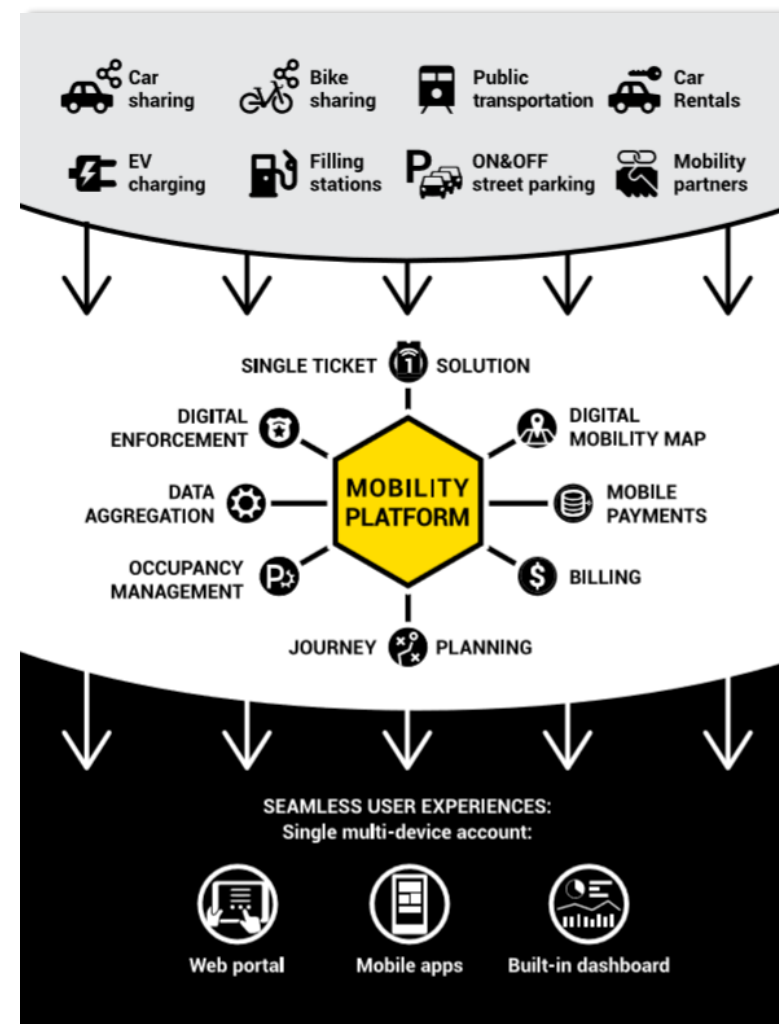 Car
sharing
Bike
sharing
Public
transportation
Car
Rentals
EV
charging
Filling
stations
P
ON&OFF
street parking
Mobility
partners
SINGLE TICKET
1
SOLUTION
DIGITAL
ENFORCEMENT
DIGITAL
MOBILITY MAP
DATA
AGGREGATION
MOBILITY
PLATFORM
MOBILE
PAYMENTS
OCCUPANCY
MANAGEMENT
P
$
BILLING
JOURNEY
PLANNING
SEAMLESS USER EXPERIENCES:
Single multi-device account:
Web portal
Mobile apps
Built-in dashboard